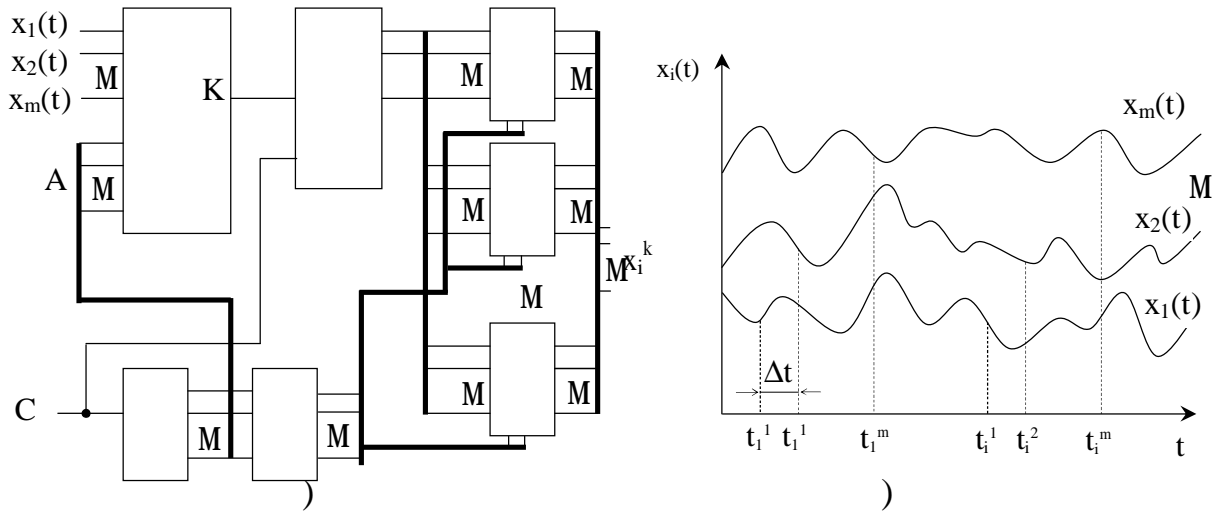 x₁(t)
x₂(t)
M
xₘ(t)
K
A
M
C
M
M
M
M
M
M
M
M
M
M xᵢᵏ
)
xᵢ(t)
xₘ(t)
M
x₂(t)
x₁(t)
Δt
t₁¹ t₁¹ t₁ᵐ tᵢ¹ tᵢ² tᵢᵐ t
)